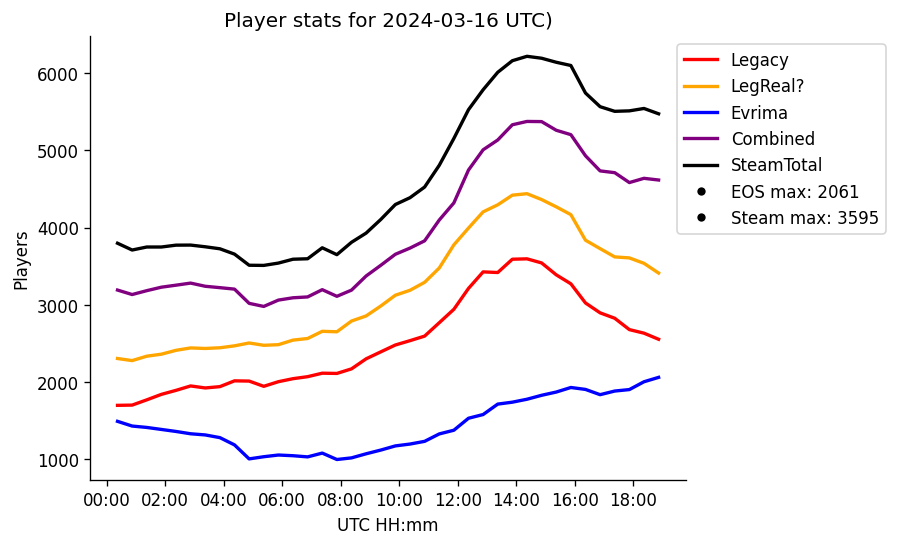 Player stats for 2024-03-16 UTC)
Legacy
LegReal?
Evrima
Combined
SteamTotal
EOS max: 2061
Steam max: 3595
Players
6000
5000
4000
3000
2000
1000
00:00 02:00 04:00 06:00 08:00 10:00 12:00 14:00 16:00 18:00
UTC HH:mm